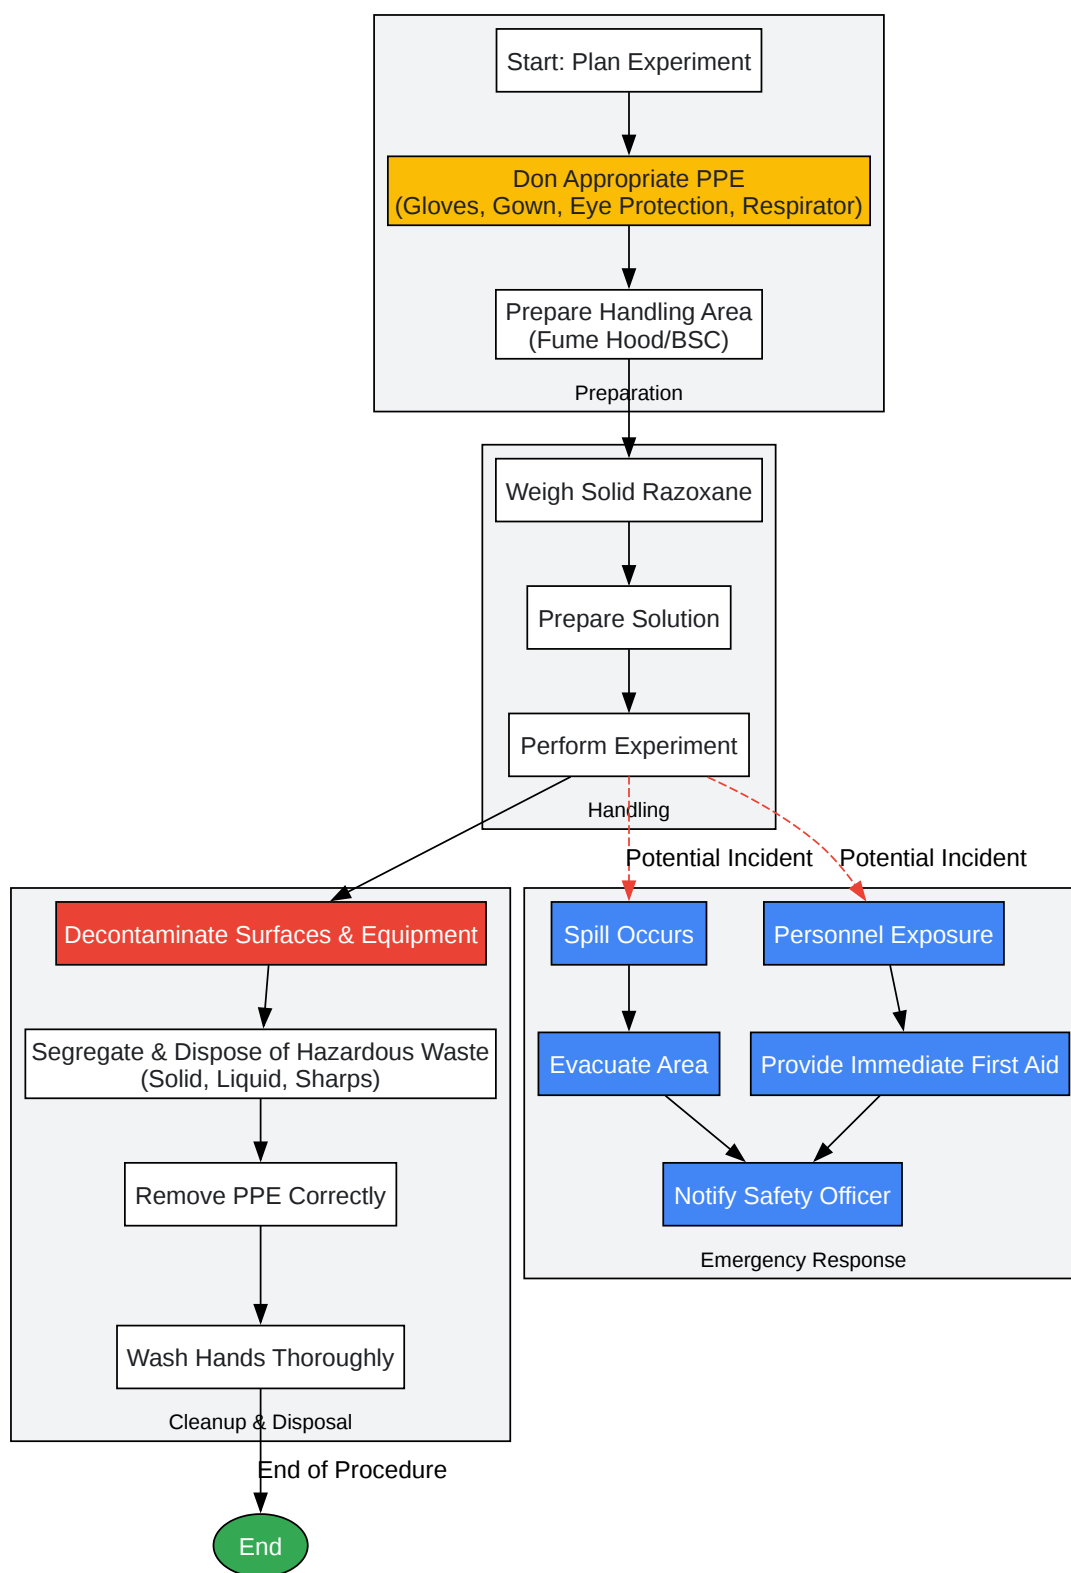 Start: Plan Experiment
Don Appropriate PPE
(Gloves, Gown, Eye Protection, Respirator)
Prepare Handling Area
(Fume Hood/BSC)
Preparation
Weigh Solid Razoxane
Prepare Solution
Perform Experiment
Handling
Potential Incident
Potential Incident
Decontaminate Surfaces & Equipment
Segregate & Dispose of Hazardous Waste
(Solid, Liquid, Sharps)
Remove PPE Correctly
Wash Hands Thoroughly
Cleanup & Disposal
Spill Occurs
Personnel Exposure
Evacuate Area
Provide Immediate First Aid
Notify Safety Officer
Emergency Response
End of Procedure
End